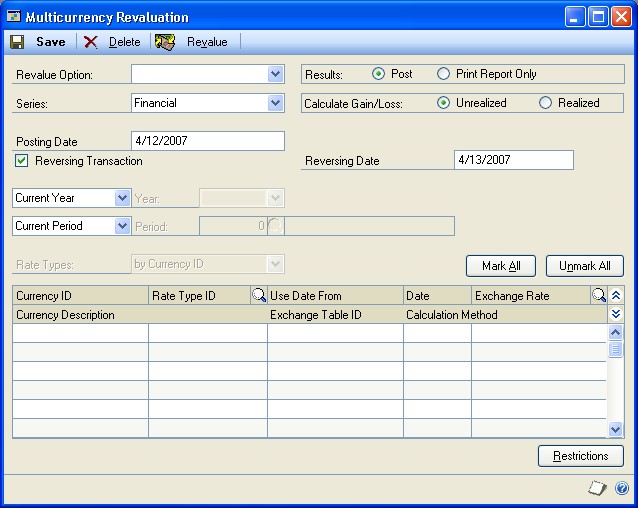 Multicurrency Revaluation
Save Delete Revalue
Revalue Option: Results: Post Print Report Only
Series: Financial Calculate Gain/Loss: Unrealized Realized
Posting Date 4/12/2007
Reversing Transaction Reversing Date 4/13/2007
Current Year Year:
Current Period Period: 0
Rate Types: by Currency ID Mark All Unmark All
Currency ID Rate Type ID Use Date From Date Exchange Rate
Currency Description Exchange Table ID Calculation Method
Restrictions